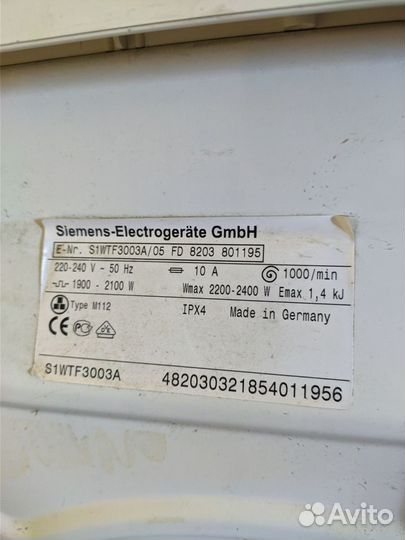 Siemens-Electrogeräte GmbH
E-Nr. S1WTF3003A/05 FD 8203 801195
220-240 V - 50 Hz 10 A 1000/min
1900 - 2100 W Wmax 2200-2400 W Emax 1,4 kJ
Type M112 IPX4 Made in Germany
CE
S1WTF3003A 482030321854011956
Avito